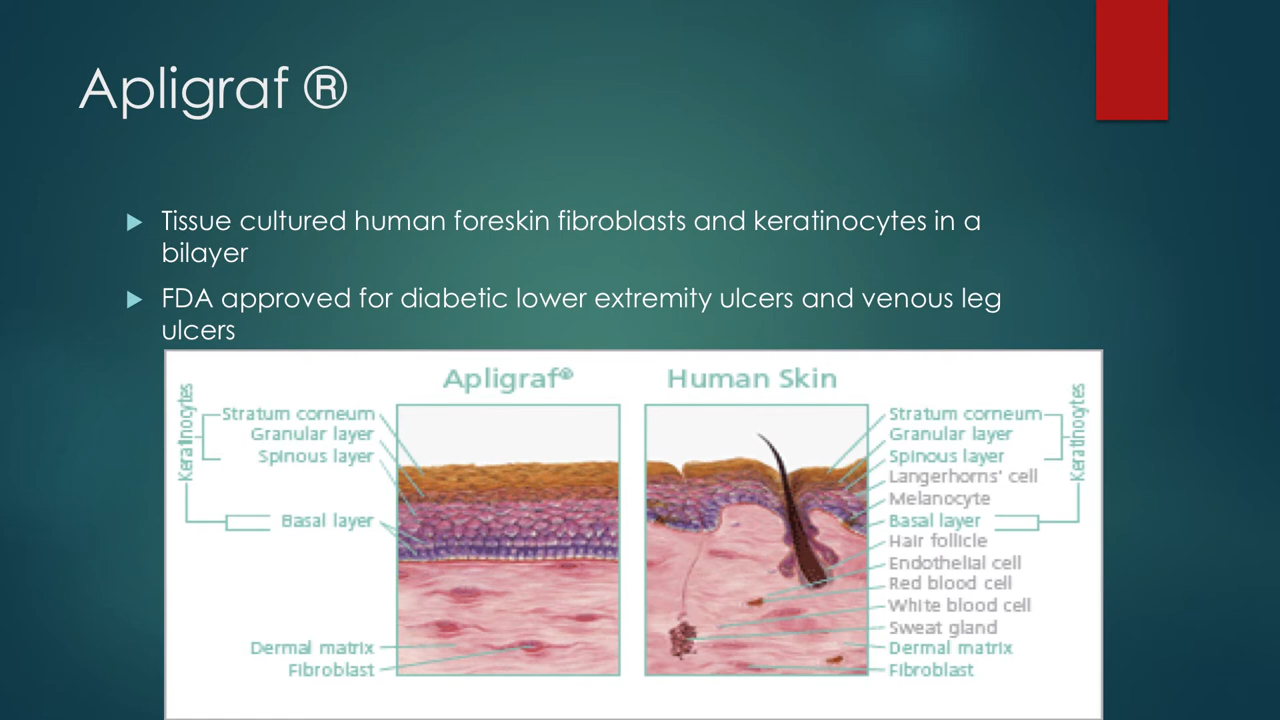 Apligraf ®
Tissue cultured human foreskin fibroblasts and keratinocytes in a
bilayer
FDA approved for diabetic lower extremity ulcers and venous leg
ulcers
Apligraf®
Keratinocytes
Stratum corneum
Granular layer
Spinous layer
Basal layer
Dermal matrix
Fibroblast
Human Skin
Stratum corneum
Granular layer
Spinous layer
Langerhorns' cell
Melanocyte
Basal layer
Hair follicle
Endothelial cell
Red blood cell
White blood cell
Sweat gland
Dermal matrix
Fibroblast
Keratinocytes